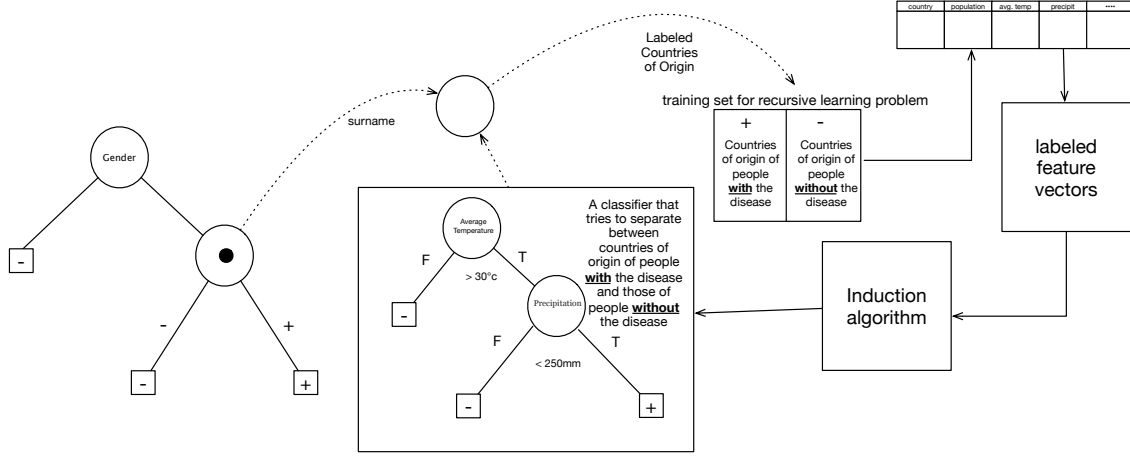 country population avg. temp precipit ....
Labeled
Countries
of Origin
surname
training set for recursive learning problem
+
Countries
of origin of
people
with the
disease
-
Countries
of origin of
people
without the
disease
labeled
feature
vectors
Gender
-
-
+
-
+
Average
Temperature
F
T
> 30°c
-
Precipitation
F
T
< 250mm
-
+
A classifier that
tries to separate
between
countries of
origin of people
with the disease
and those of
people without
the disease
Induction
algorithm